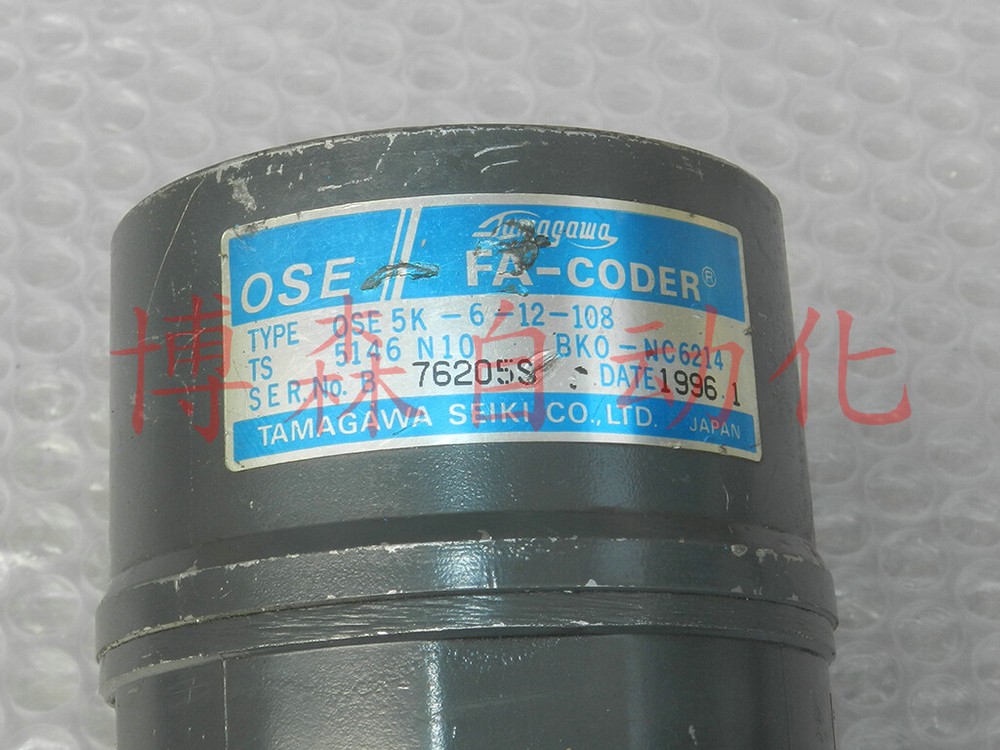 Tamagawa
OSE FA-CODER®
TYPE OSE 5K - 6 - 12 - 108
TS 5146 N10 BKO - NC6214
SER. No. B 76205S DATE 1996.1
TAMAGAWA SEIKI CO., LTD. JAPAN
博森自动化